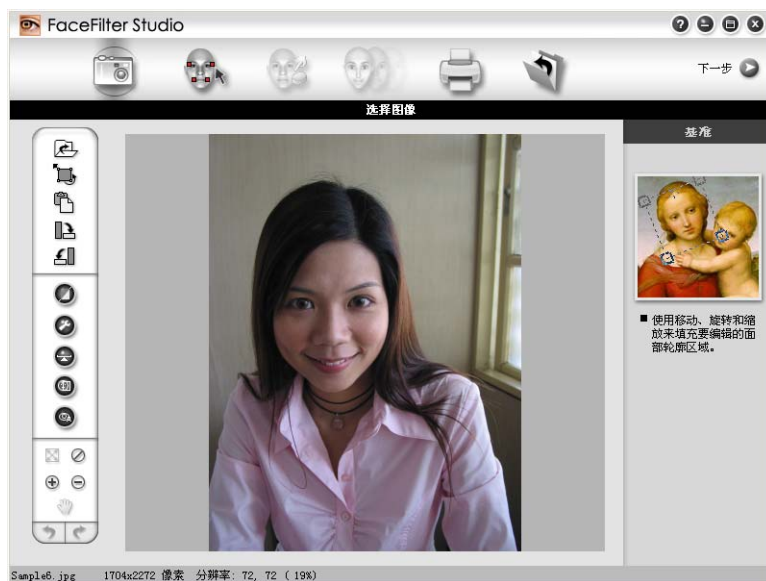 FaceFilter Studio
下一步
选择图像
基准
■ 使用移动、旋转和缩
放来填充要编辑的面
部轮廓区域。
Sample6.jpg 1704x2272 像素 分辨率: 72, 72 ( 19%)